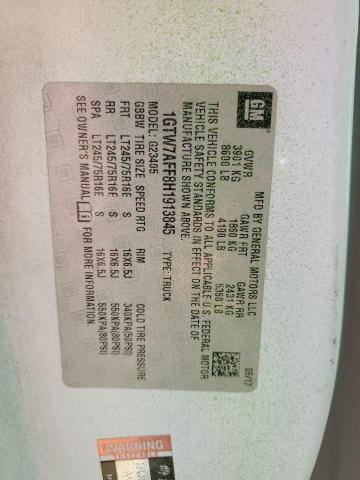 GM
MFD BY GENERAL MOTORS LLC 05/17
GVWR GAWR FRT GAWR RR
3901 KG 1860 KG 2431 KG
8600 LB 4100 LB 5360 LB
THIS VEHICLE CONFORMS TO ALL APPLICABLE U.S. FEDERAL MOTOR
VEHICLE SAFETY STANDARDS IN EFFECT ON THE DATE OF
MANUFACTURE SHOWN ABOVE.
1GTW7AFF8H1913845 TYPE: TRUCK
MODEL: G23405
GBBW TIRE SIZE SPEED RTG RIM COLD TIRE PRESSURE
FRT LT245/75R16E S 16X6.5J 340KPA(50PSI)
RR LT245/75R16E S 16X6.5J 550KPA(80PSI)
SPA LT245/75R16E S 16X6.5J 550KPA(80PSI)
SEE OWNER'S MANUAL FOR MORE INFORMATION.
WARNING